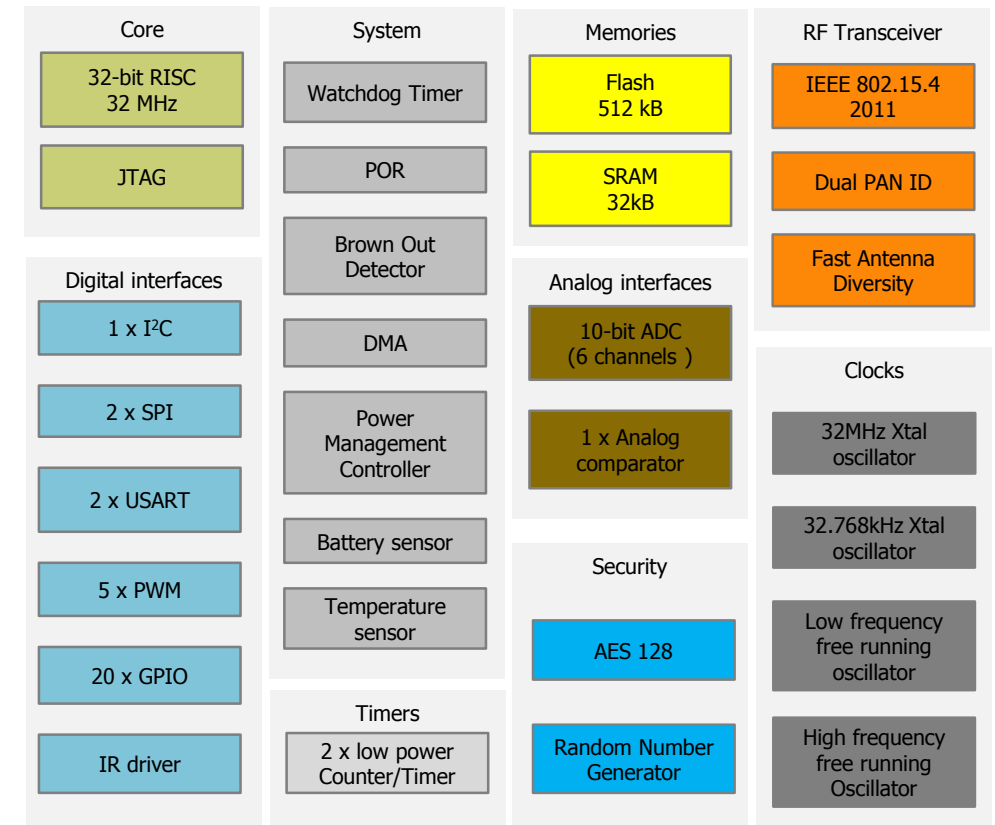 Core
32-bit RISC
32 MHz
JTAG
Digital interfaces
1 x I²C
2 x SPI
2 x USART
5 x PWM
20 x GPIO
IR driver
System
Watchdog Timer
POR
Brown Out
Detector
DMA
Power
Management
Controller
Battery sensor
Temperature
sensor
Timers
2 x low power
Counter/Timer
Memories
Flash
512 kB
SRAM
32kB
Analog interfaces
10-bit ADC
(6 channels )
1 x Analog
comparator
Security
AES 128
Random Number
Generator
RF Transceiver
IEEE 802.15.4
2011
Dual PAN ID
Fast Antenna
Diversity
Clocks
32MHz Xtal
oscillator
32.768kHz Xtal
oscillator
Low frequency
free running
oscillator
High frequency
free running
Oscillator